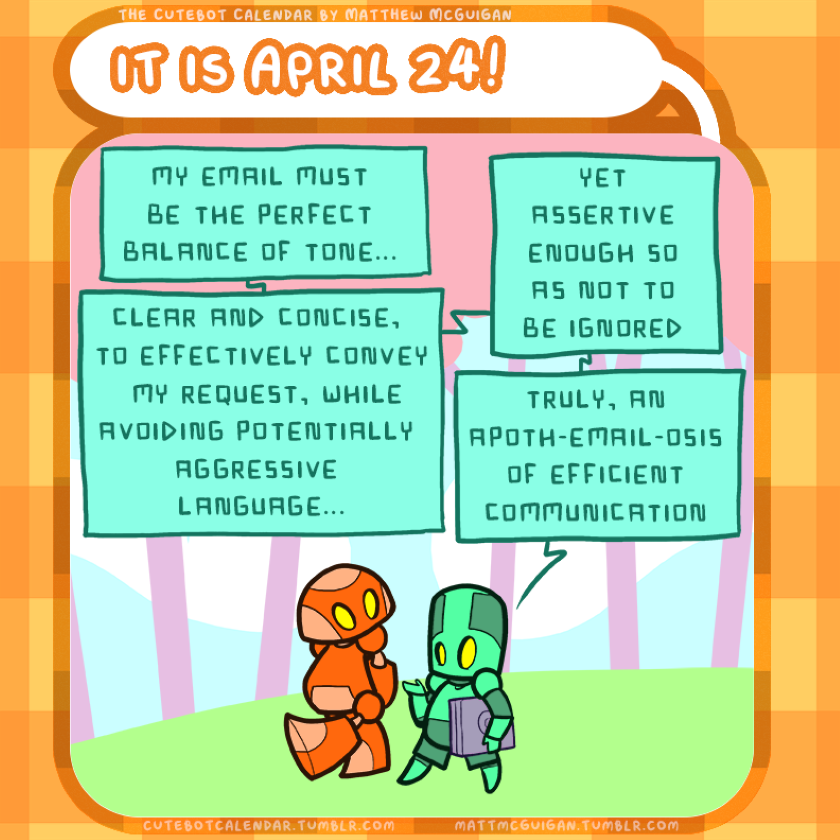 THE CUTEBOT CALENDAR BY MATTHEW MCGUIGAN
IT IS APRIL 24!
MY EMAIL MUST
BE THE PERFECT
BALANCE OF TONE...
CLEAR AND CONCISE,
TO EFFECTIVELY CONVEY
MY REQUEST, WHILE
AVOIDING POTENTIALLY
AGGRESSIVE
LANGUAGE...
YET
ASSERTIVE
ENOUGH SO
AS NOT TO
BE IGNORED
TRULY, AN
APOTH-EMAIL-OSIS
OF EFFICIENT
COMMUNICATION
CUTEBOTCALENDAR.TUMBLR.COM
MATTMCGUIGAN.TUMBLR.COM